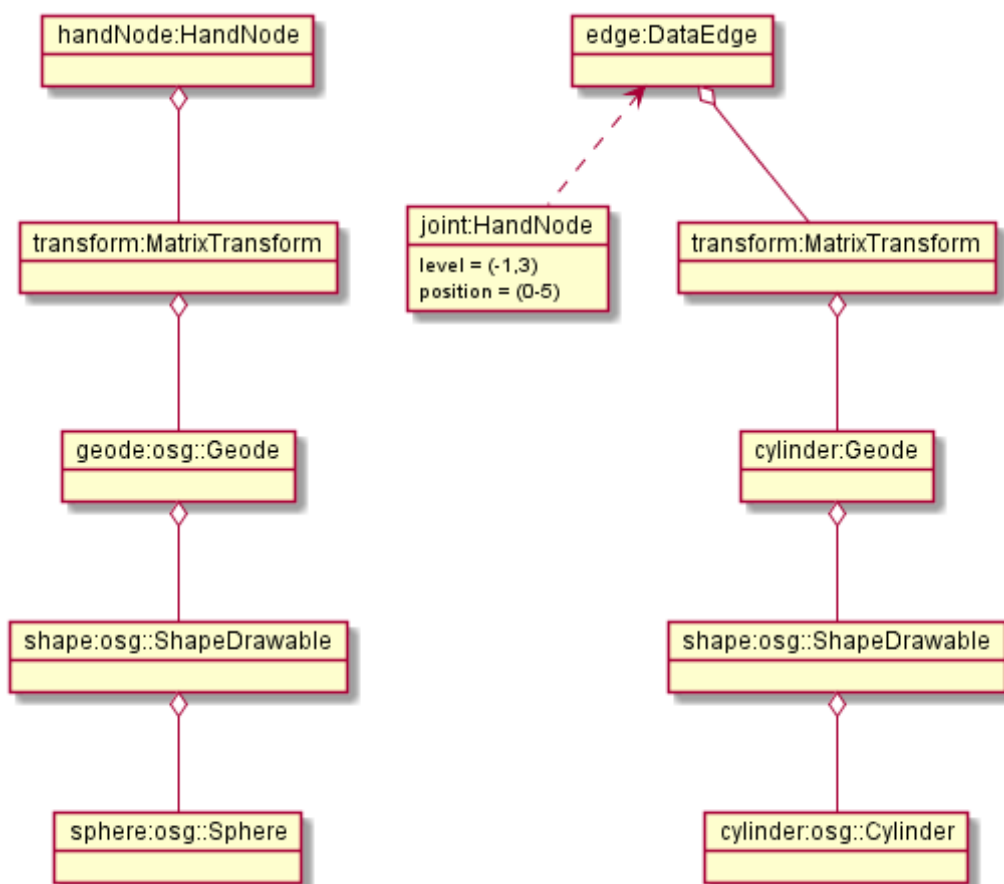 handNode:HandNode
edge:DataEdge
transform:MatrixTransform
joint:HandNode
level = (-1,3)
position = (0-5)
transform:MatrixTransform
geode:osg::Geode
cylinder:Geode
shape:osg::ShapeDrawable
shape:osg::ShapeDrawable
sphere:osg::Sphere
cylinder:osg::Cylinder